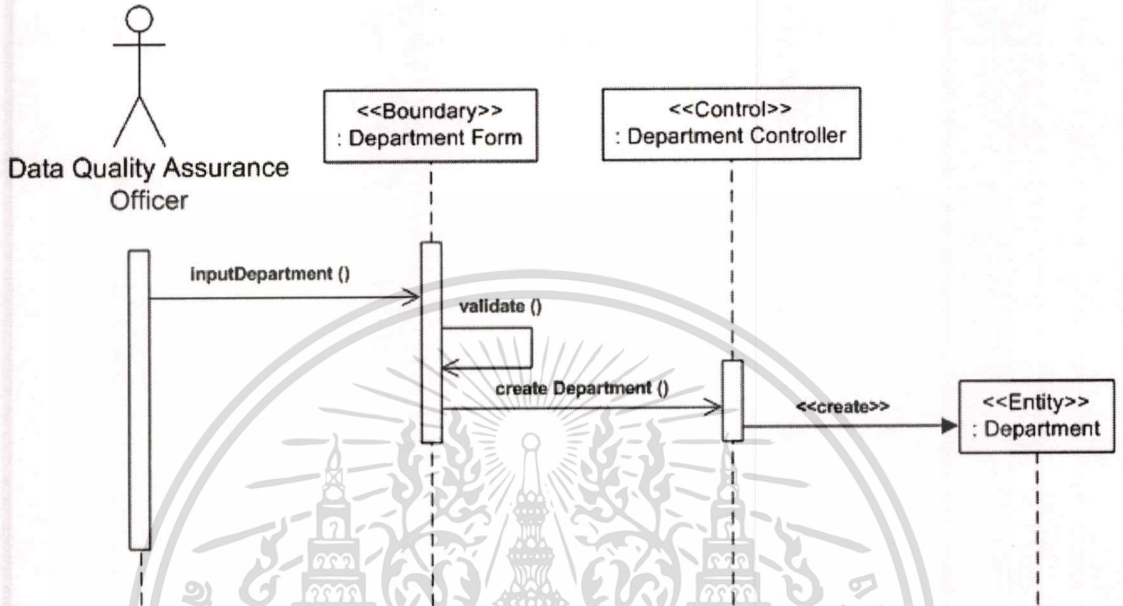 Data Quality Assurance
Officer
<<Boundary>>
: Department Form
<<Control>>
: Department Controller
inputDepartment ()
validate ()
create Department ()
<<create>>
<<Entity>>
: Department